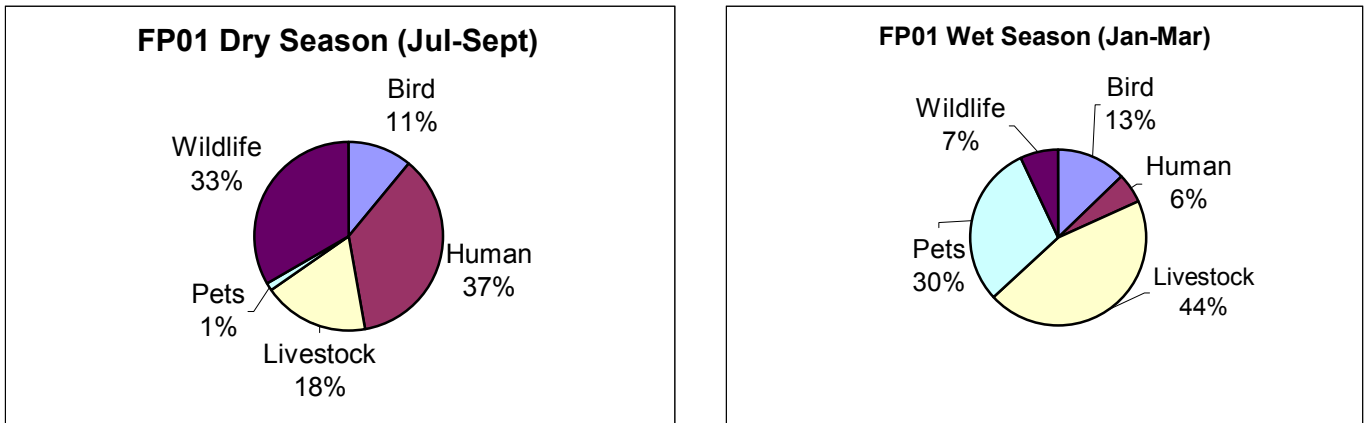 FP01 Dry Season (Jul-Sept)
Bird
11%
Human
37%
Livestock
18%
Pets
1%
Wildlife
33%
FP01 Wet Season (Jan-Mar)
Bird
13%
Human
6%
Livestock
44%
Pets
30%
Wildlife
7%